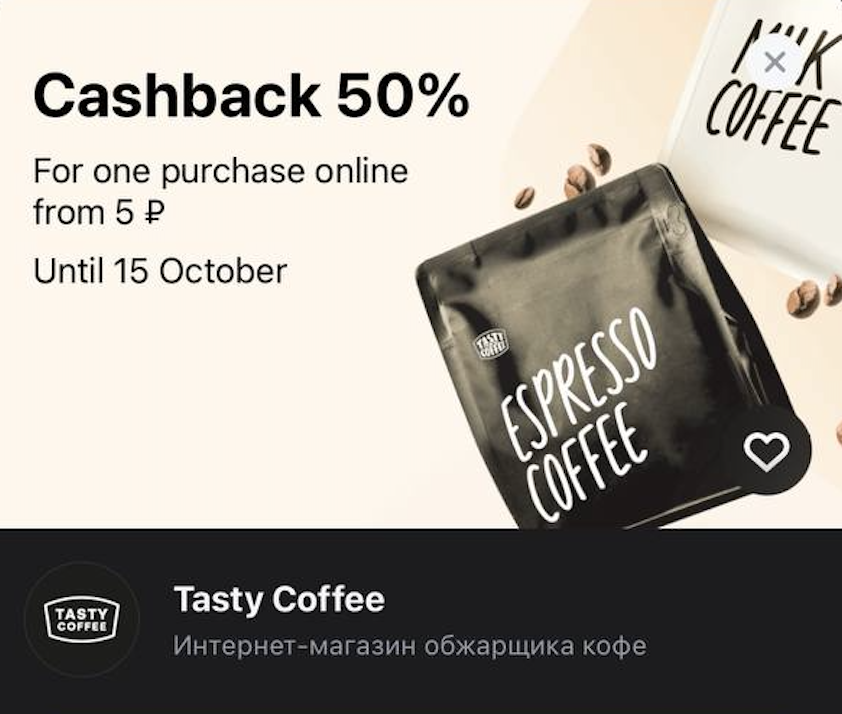 Cashback 50%
For one purchase online
from 5 ₽
Until 15 October
MILK
COFFEE
TASTY
COFFEE
ESPRESSO
COFFEE
TASTY
COFFEE
Tasty Coffee
Интернет-магазин обжарщика кофе